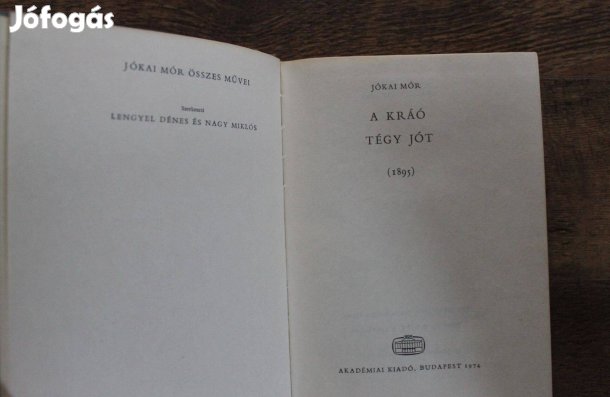 Jófogás
JÓKAI MÓR ÖSSZES MŰVEI
Szerkeszti
LENGYEL DÉNES ÉS NAGY MIKLÓS
JÓKAI MÓR
A KRÁÓ
TÉGY JÓT
(1895)
AKADÉMIAI KIADÓ, BUDAPEST 1974